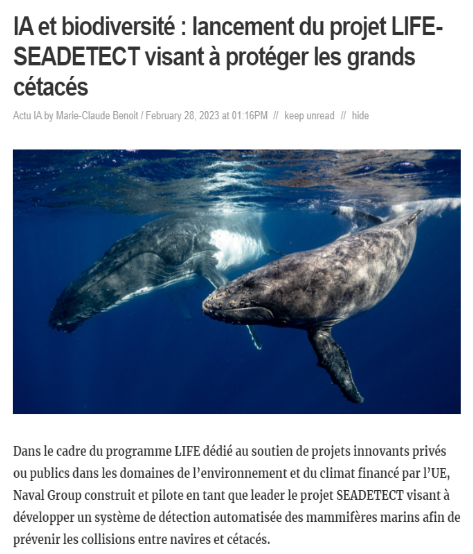 IA et biodiversité : lancement du projet LIFE-
SEADETECT visant à protéger les grands
cétacés
Actu IA by Marie-Claude Benoit / February 28, 2023 at 01:16PM // keep unread // hide
Dans le cadre du programme LIFE dédié au soutien de projets innovants privés
ou publics dans les domaines de l’environnement et du climat financé par l’UE,
Naval Group construit et pilote en tant que leader le projet SEADETECT visant à
développer un système de détection automatisée des mammifères marins afin de
prévenir les collisions entre navires et cétacés.